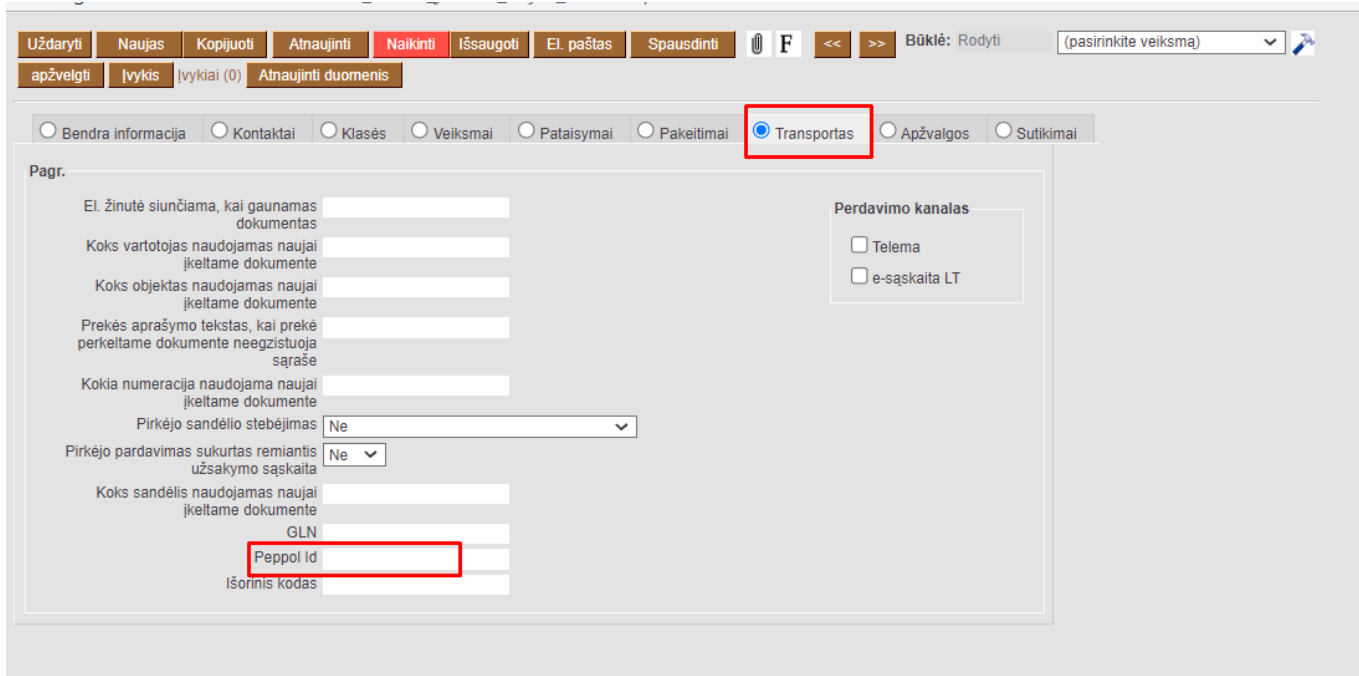 Uždaryti Naujas Kopijuoti Atnaujinti Naikinti Išsaugoti El. paštas Spausdinti F << >> Būklė: Rodyti (pasirinkite veiksmą)
apžvelgti Įvykis Įvykiai (0) Atnaujinti duomenis
Bendra informacija Kontaktai Klasės Veiksmai Pataisymai Pakeitimai Transportas Apžvalgos Sutikimai
Pagr.
El. žinutė siunčiama, kai gaunamas
dokumentas
Koks vartotojas naudojamas naujai
įkeltame dokumente
Koks objektas naudojamas naujai
įkeltame dokumente
Prekės aprašymo tekstas, kai prekė
perkeltame dokumente neegzistuoja
sąraše
Kokia numeracija naudojama naujai
įkeltame dokumente
Pirkėjo sandėlio stebėjimas Ne
Pirkėjo pardavimas sukurtas remiantis
užsakymo sąskaita Ne
Koks sandėlis naudojamas naujai
įkeltame dokumente
GLN
Peppol Id
Išorinis kodas
Perdavimo kanalas
Telema
e-sąskaita LT